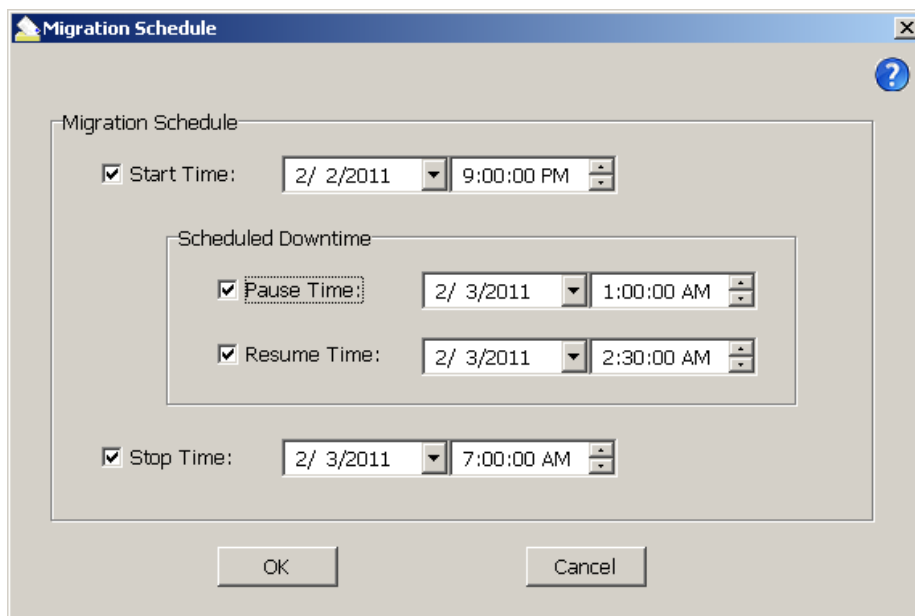 Migration Schedule
?
Migration Schedule
Start Time: 2/ 2/2011 9:00:00 PM
Scheduled Downtime
Pause Time: 2/ 3/2011 1:00:00 AM
Resume Time: 2/ 3/2011 2:30:00 AM
Stop Time: 2/ 3/2011 7:00:00 AM
OK Cancel